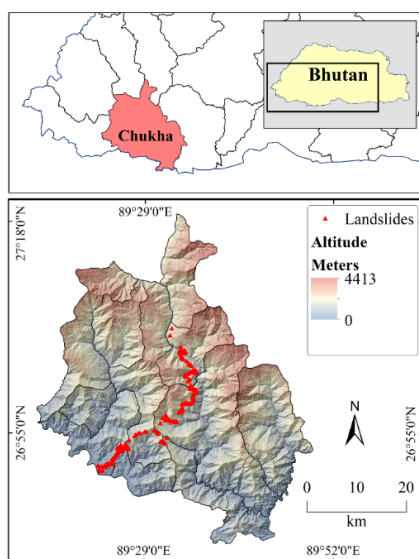 Bhutan
Chukha
89°29'0"E
27°18'0"N
Landslides
Altitude
Meters
4413
0
26°55'0"N
26°55'0"N
N
0 10 20
km
89°29'0"E
89°52'0"E